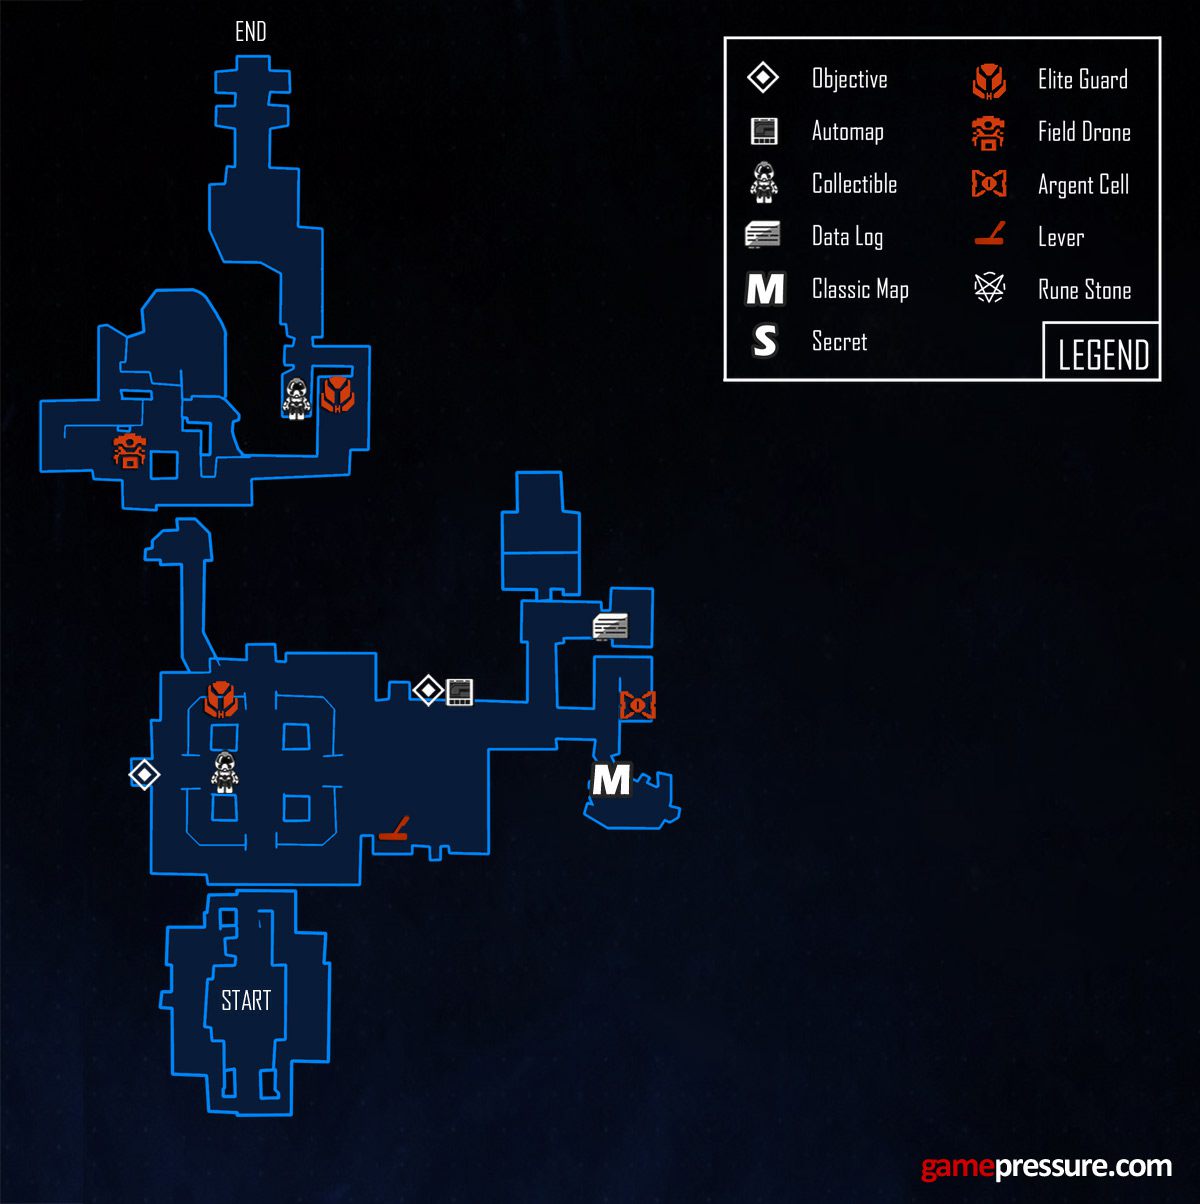 END
Objective
Elite Guard
Automap
Field Drone
Collectible
Argent Cell
Data Log
Lever
M
Classic Map
Rune Stone
S
Secret
LEGEND
M
START
gamepressure.com